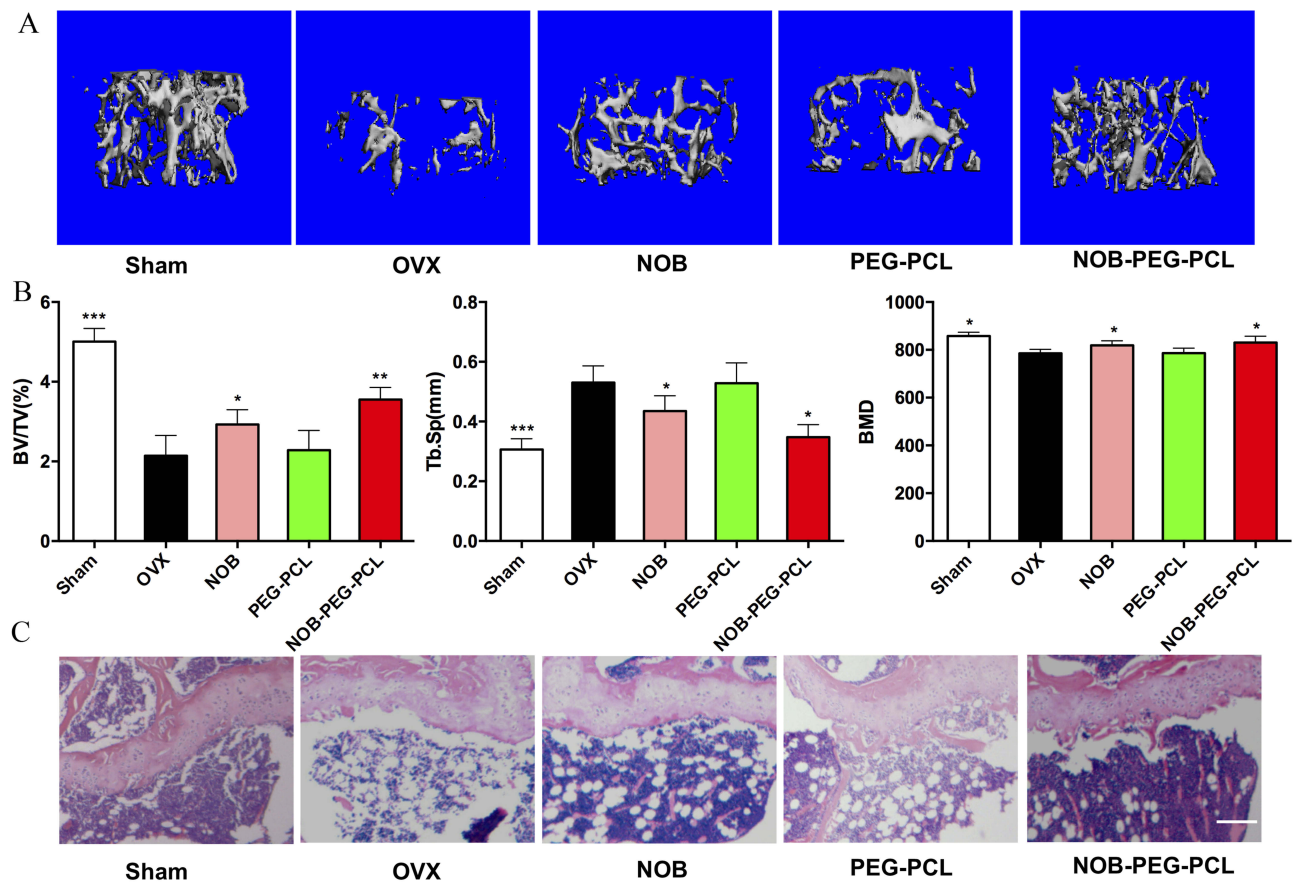 A
Sham OVX NOB PEG-PCL NOB-PEG-PCL
B
BV/TV(%)
6
4
2
0
***
*
**
Sham OVX NOB PEG-PCL NOB-PEG-PCL
Tb.Sp(mm)
0.8
0.6
0.4
0.2
0.0
***
*
*
Sham OVX NOB PEG-PCL NOB-PEG-PCL
BMD
1000
800
600
400
200
0
*
*
*
Sham OVX NOB PEG-PCL NOB-PEG-PCL
C
Sham OVX NOB PEG-PCL NOB-PEG-PCL